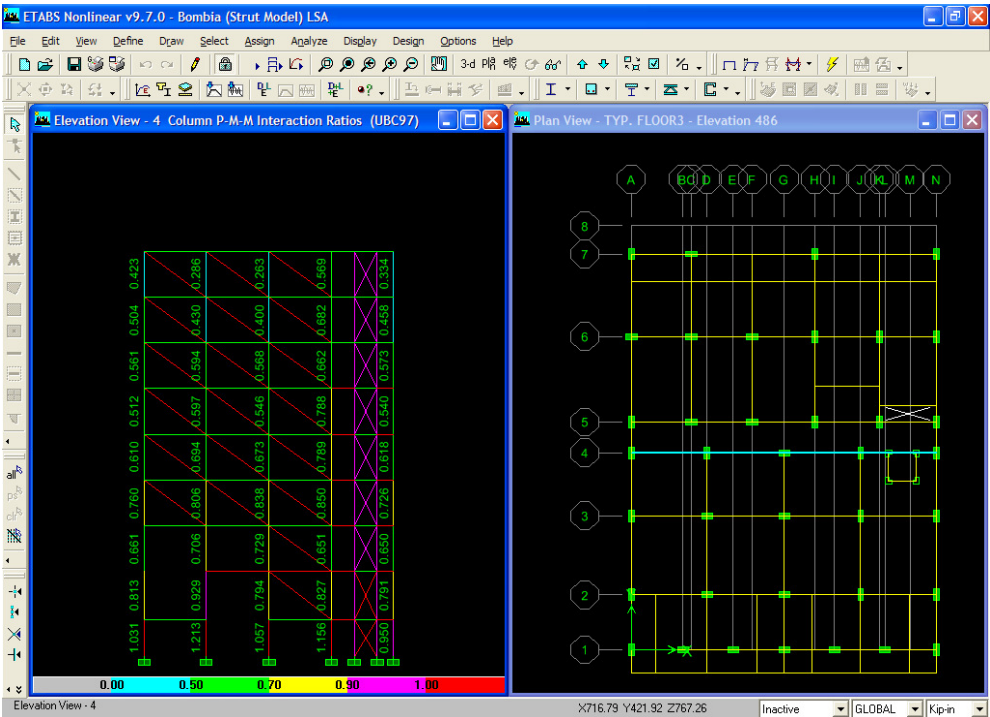 ETABS Nonlinear v9.7.0 - Bombia (Strut Model) LSA
File Edit View Define Draw Select Assign Analyze Display Design Options Help
3-d
Elevation View - 4 Column P-M-M Interaction Ratios (UBC97)
Plan View - TYP. FLOOR3 - Elevation 486
A B C D E F G H I J K L M N
8
7
6
5
4
3
2
1
0.423 0.286 0.263 0.569 0.334
0.504 0.430 0.400 0.682 0.458
0.561 0.594 0.568 0.662 0.573
0.512 0.597 0.546 0.788 0.540
0.610 0.694 0.673 0.789 0.618
0.760 0.806 0.838 0.850 0.726
0.661 0.706 0.729 0.651 0.650
0.813 0.929 0.794 0.827 0.791
1.031 1.213 1.057 1.156 0.950
0.00 0.50 0.70 0.90 1.00
all
ps
clr
X
Elevation View - 4
X716.79 Y421.92 Z767.26
Inactive
GLOBAL
Kip-in